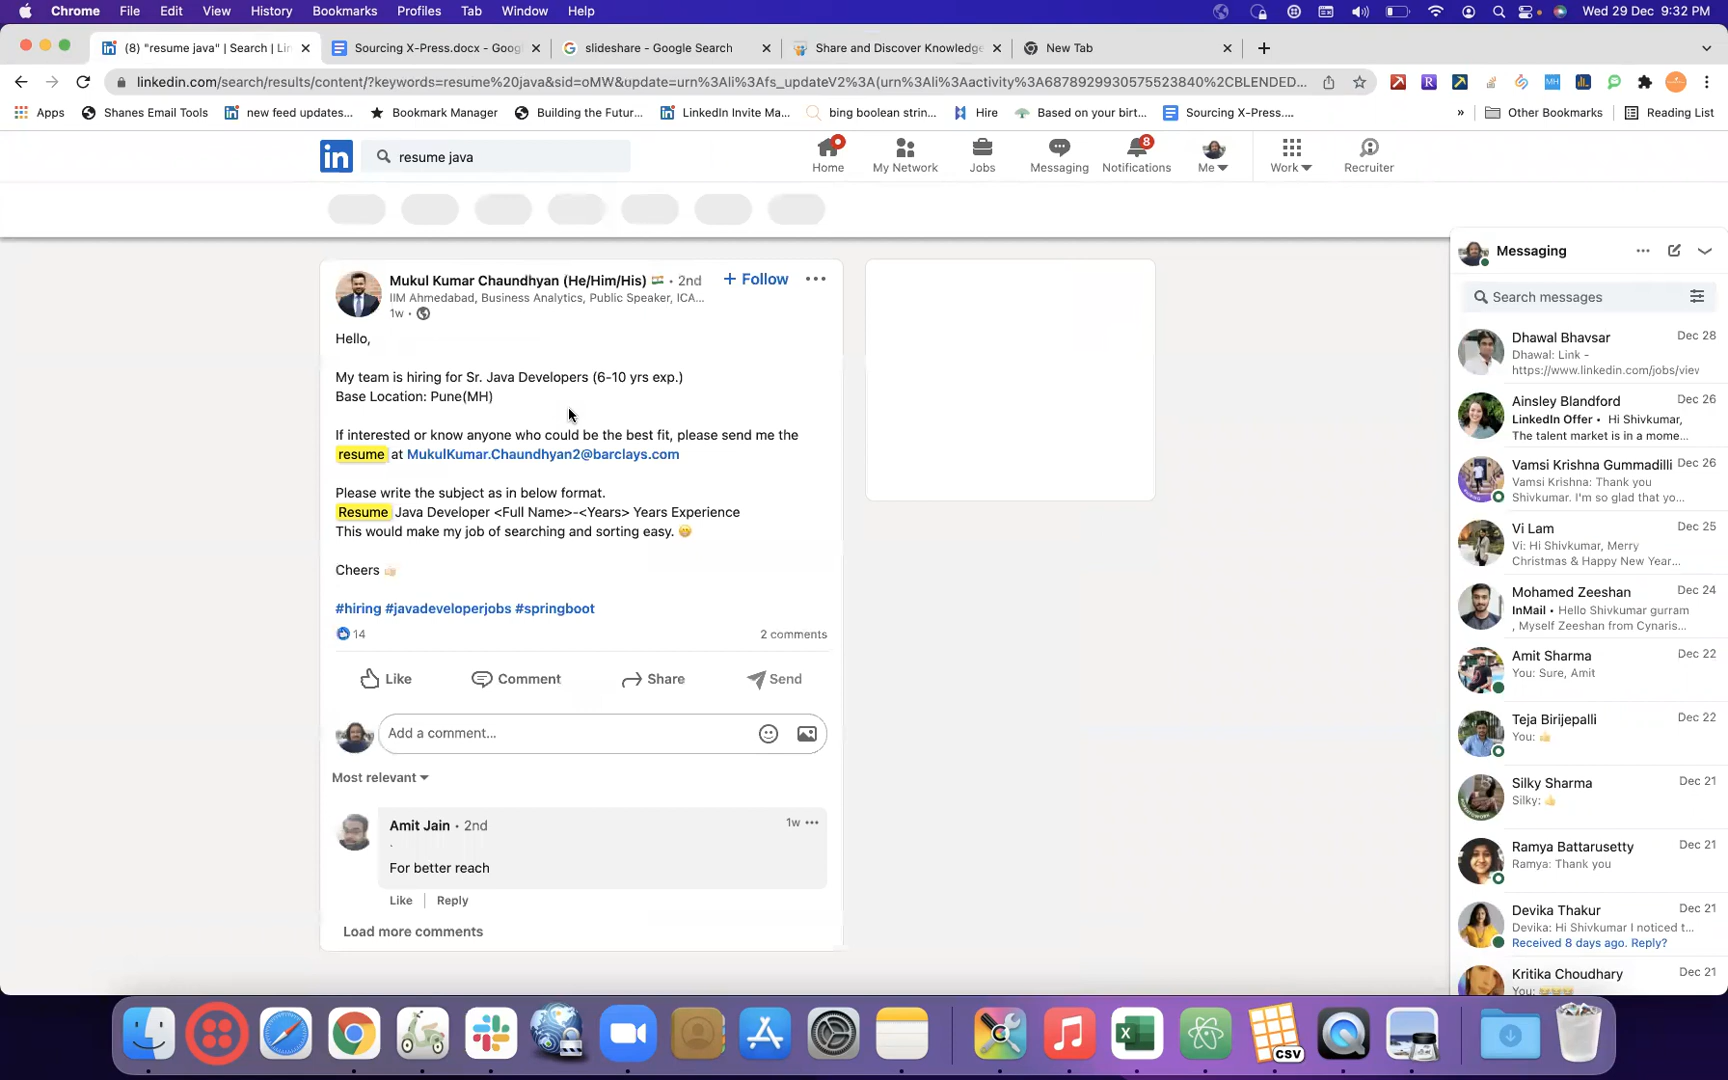 Chrome File Edit View History Bookmarks Profiles Tab Window Help Wed 29 Dec 9:32 PM
(8) "resume java" | Search | Lin Sourcing X-Press.docx - Goog slideshare - Google Search Share and Discover Knowledge New Tab
linkedin.com/search/results/content/?keywords=resume%20java&sid=oMW&update=urn%3Ali%3Afs_updateV2%3A(urn%3Ali%3Aactivity%3A6878929930575523840%2CBLENDED...
Apps Shanes Email Tools new feed updates... Bookmark Manager Building the Futur... LinkedIn Invite Ma... bing boolean strin... Hire Based on your birt... Sourcing X-Press.... » Other Bookmarks Reading List
in resume java Home My Network Jobs Messaging 8 Notifications Me Work Recruiter
Mukul Kumar Chaundhyan (He/Him/His) • 2nd + Follow
IIM Ahmedabad, Business Analytics, Public Speaker, ICA...
1w •
Hello,
My team is hiring for Sr. Java Developers (6-10 yrs exp.)
Base Location: Pune(MH)
If interested or know anyone who could be the best fit, please send me the
resume at MukulKumar.Chaundhyan2@barclays.com
Please write the subject as in below format.
Resume Java Developer <Full Name>-<Years> Years Experience
This would make my job of searching and sorting easy. 😁
Cheers 👍🏻
#hiring #javadeveloperjobs #springboot
14 2 comments
Like Comment Share Send
Add a comment...
Most relevant
Amit Jain • 2nd 1w
.
For better reach
Like Reply
Load more comments
Messaging
Search messages
Dhawal Bhavsar Dec 28
Dhawal: Link -
https://www.linkedin.com/jobs/view
Ainsley Blandford Dec 26
LinkedIn Offer • Hi Shivkumar,
The talent market is in a mome...
Vamsi Krishna Gummadilli Dec 26
Vamsi Krishna: Thank you
Shivkumar. I'm so glad that yo...
Vi Lam Dec 25
Vi: Hi Shivkumar, Merry
Christmas & Happy New Year...
Mohamed Zeeshan Dec 24
InMail • Hello Shivkumar gurram
, Myself Zeeshan from Cynaris...
Amit Sharma Dec 22
You: Sure, Amit
Teja Birijepalli Dec 22
You: 👍
Silky Sharma Dec 21
Silky: 👍
Ramya Battarusetty Dec 21
Ramya: Thank you
Devika Thakur Dec 21
Devika: Hi Shivkumar I noticed t...
Received 8 days ago. Reply?
Kritika Choudhary Dec 21
You: 😂😂😂
CSV